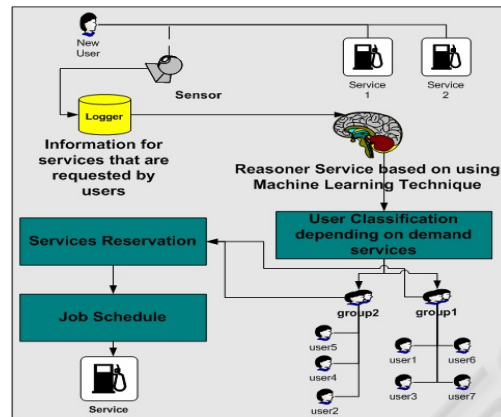 New
User
Service
1
Service
2
Sensor
Logger
Information for
services that are
requested by
users
Reasoner Service based on using
Machine Learning Technique
Services Reservation
User Classification
depending on demand
services
Job Schedule
group2
group1
user5
user4
user2
user1
user6
user3
user7
Service